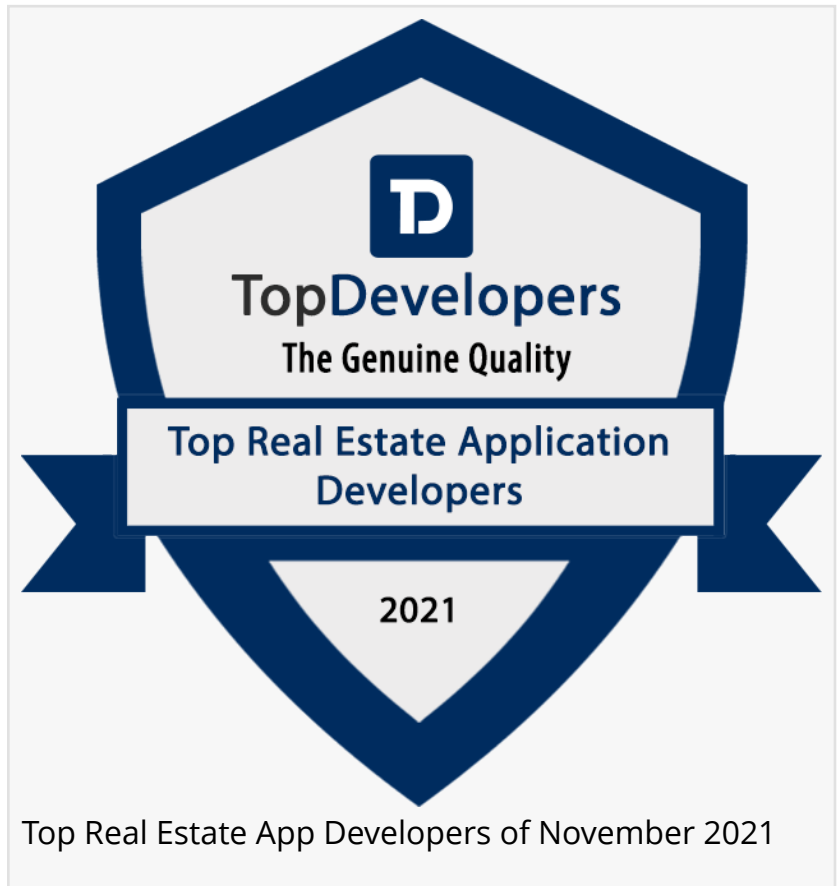 TD
TopDevelopers
The Genuine Quality
Top Real Estate Application
Developers
2021
Top Real Estate App Developers of November 2021